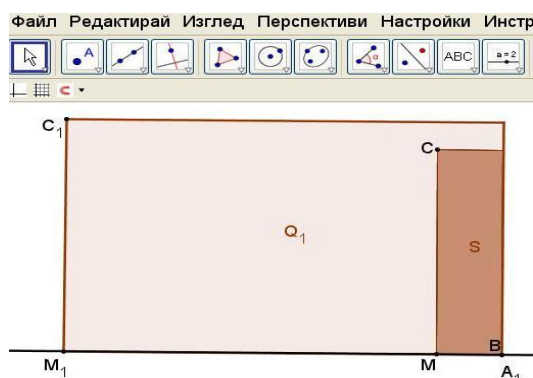 Файл Редактирай Изглед Перспективи Настройки Инстр
A α ABC a = 2
C₁
C
Q₁ S
B
M₁ M A₁